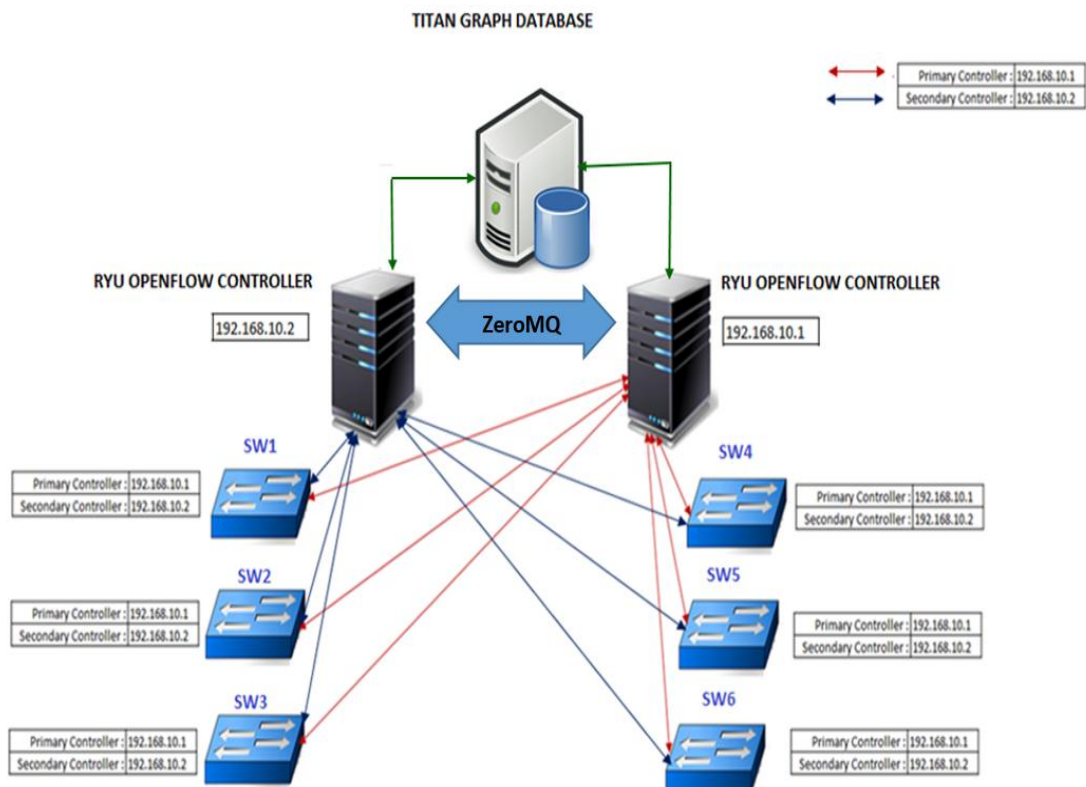 TITAN GRAPH DATABASE
Primary Controller : 192.168.10.1
Secondary Controller : 192.168.10.2
RYU OPENFLOW CONTROLLER
192.168.10.2
ZeroMQ
RYU OPENFLOW CONTROLLER
192.168.10.1
SW1
Primary Controller : 192.168.10.1
Secondary Controller : 192.168.10.2
SW4
Primary Controller : 192.168.10.1
Secondary Controller : 192.168.10.2
SW2
Primary Controller : 192.168.10.1
Secondary Controller : 192.168.10.2
SW5
Primary Controller : 192.168.10.1
Secondary Controller : 192.168.10.2
SW3
Primary Controller : 192.168.10.1
Secondary Controller : 192.168.10.2
SW6
Primary Controller : 192.168.10.1
Secondary Controller : 192.168.10.2